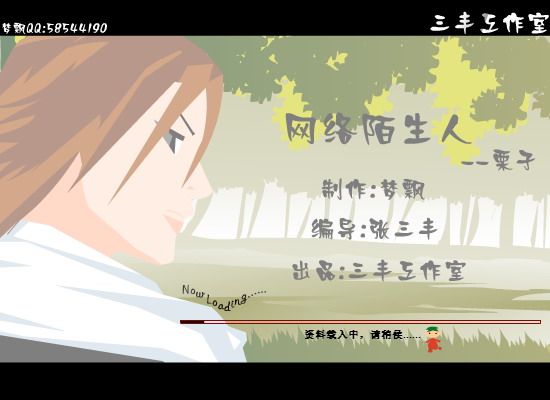 梦飘QQ:58544190
三丰工作室
网络陌生人
--栗子
制作:梦飘
编导:张三丰
出品:三丰工作室
Now Loading......
资料载入中，请稍侯......